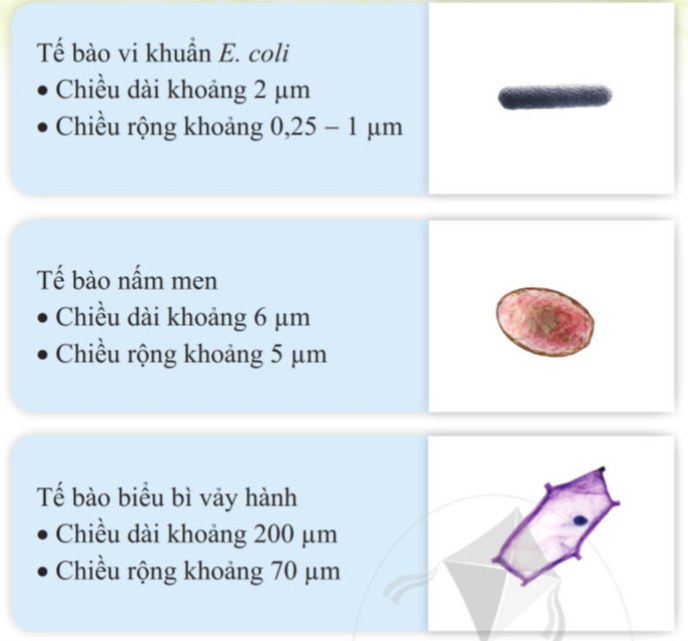 Tế bào vi khuẩn E. coli
• Chiều dài khoảng 2 µm
• Chiều rộng khoảng 0,25 – 1 µm
Tế bào nấm men
• Chiều dài khoảng 6 µm
• Chiều rộng khoảng 5 µm
Tế bào biểu bì vảy hành
• Chiều dài khoảng 200 µm
• Chiều rộng khoảng 70 µm